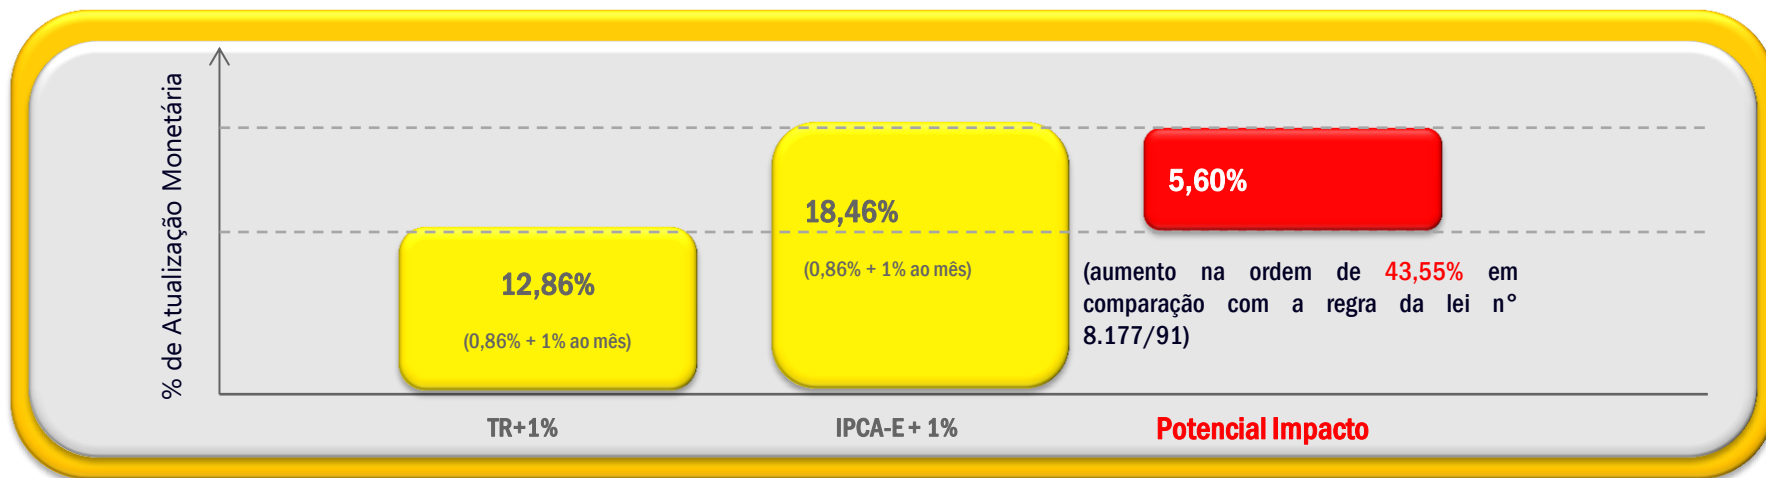 % de Atualização Monetária
12,86%
(0,86% + 1% ao mês)
18,46%
(0,86% + 1% ao mês)
5,60%
(aumento na ordem de 43,55% em
comparação com a regra da lei n°
8.177/91)
TR+1%
IPCA-E + 1%
Potencial Impacto